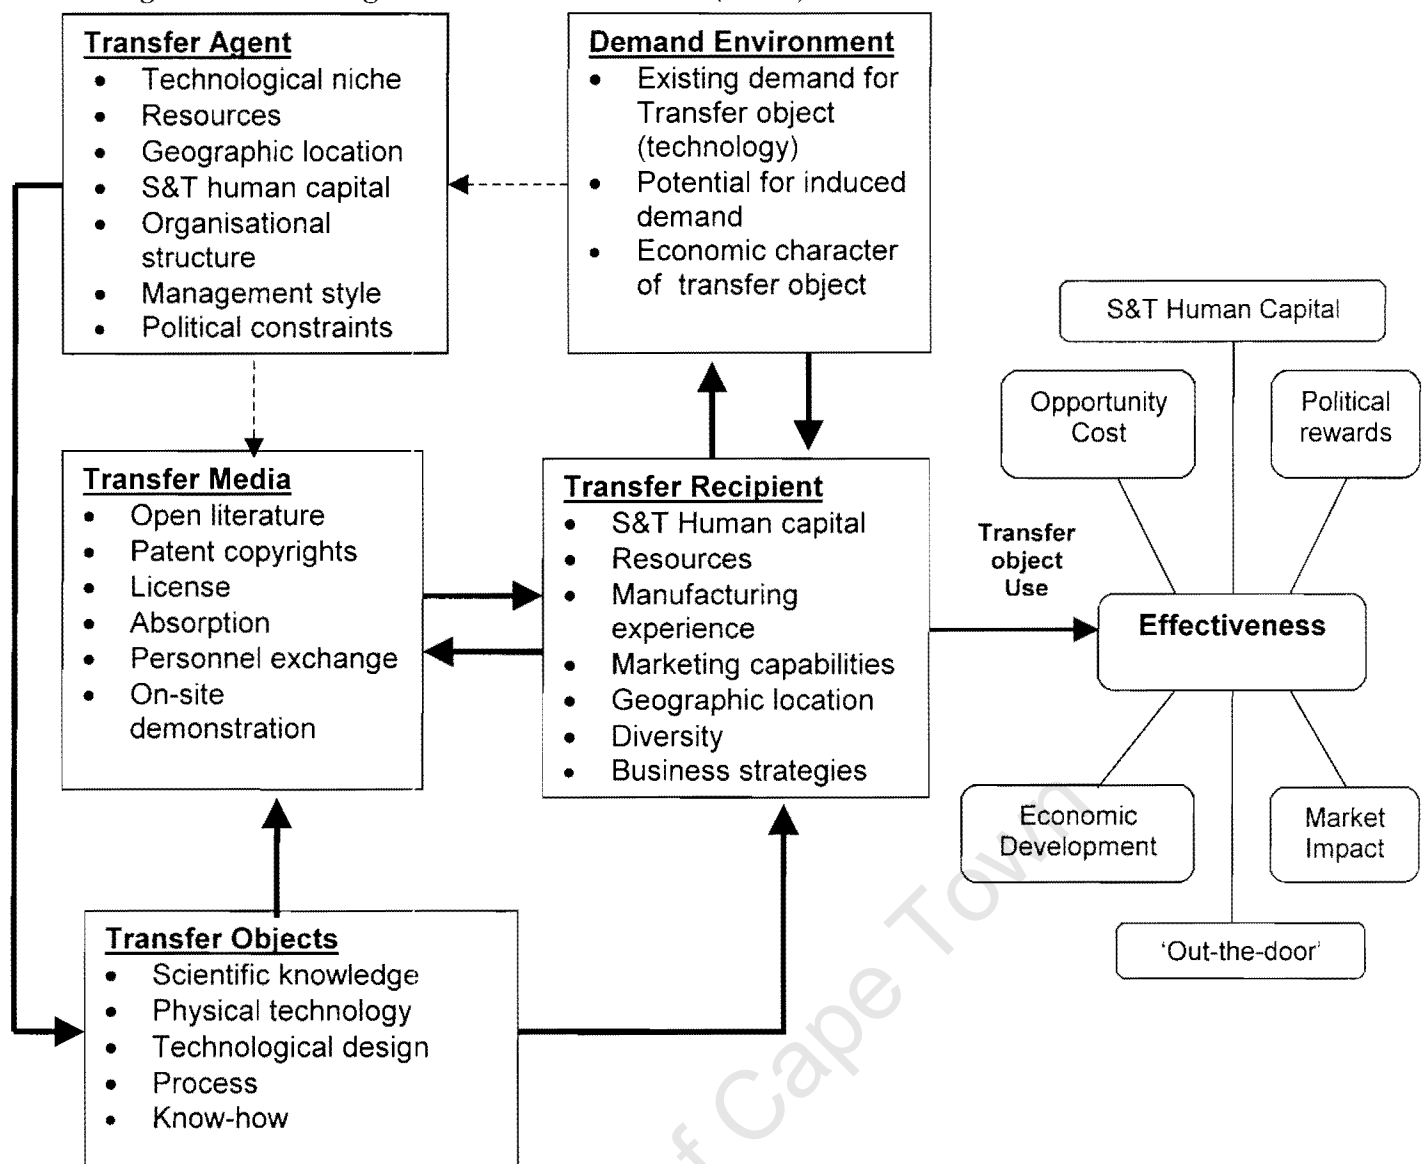 Transfer Agent
• Technological niche
• Resources
• Geographic location
• S&T human capital
• Organisational
structure
• Management style
• Political constraints
Demand Environment
• Existing demand for
Transfer object
(technology)
• Potential for induced
demand
• Economic character
of transfer object
Transfer Media
• Open literature
• Patent copyrights
• License
• Absorption
• Personnel exchange
• On-site
demonstration
Transfer Recipient
• S&T Human capital
• Resources
• Manufacturing
experience
• Marketing capabilities
• Geographic location
• Diversity
• Business strategies
Transfer Objects
• Scientific knowledge
• Physical technology
• Technological design
• Process
• Know-how
Transfer
object
Use
S&T Human Capital
Opportunity
Cost
Political
rewards
Effectiveness
Economic
Development
Market
Impact
‘Out-the-door’
of Cape Town